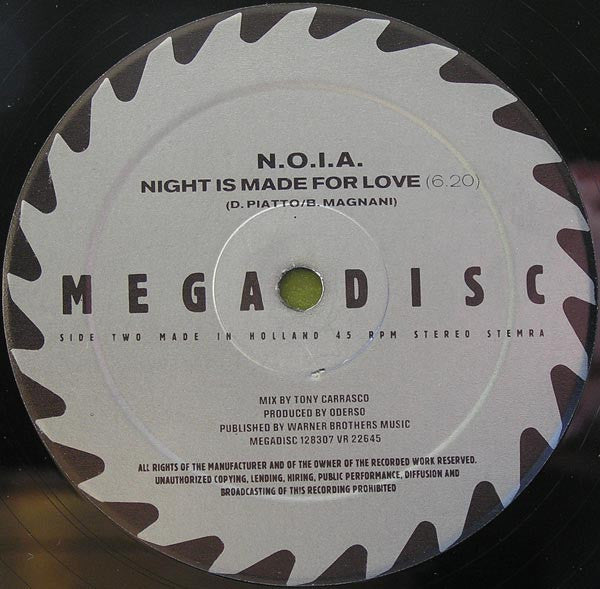 N.O.I.A.
NIGHT IS MADE FOR LOVE (6.20)
(D. PIATTO/B. MAGNANI)
MEGADISC
SIDE TWO MADE IN HOLLAND 45 RPM STEREO STEMRA
MIX BY TONY CARRASCO
PRODUCED BY ODERSO
PUBLISHED BY WARNER BROTHERS MUSIC
MEGADISC 128307 VR 22645
ALL RIGHTS OF THE MANUFACTURER AND OF THE OWNER OF THE RECORDED WORK RESERVED.
UNAUTHORIZED COPYING, LENDING, HIRING, PUBLIC PERFORMANCE, DIFFUSION AND
BROADCASTING OF THIS RECORDING PROHIBITED